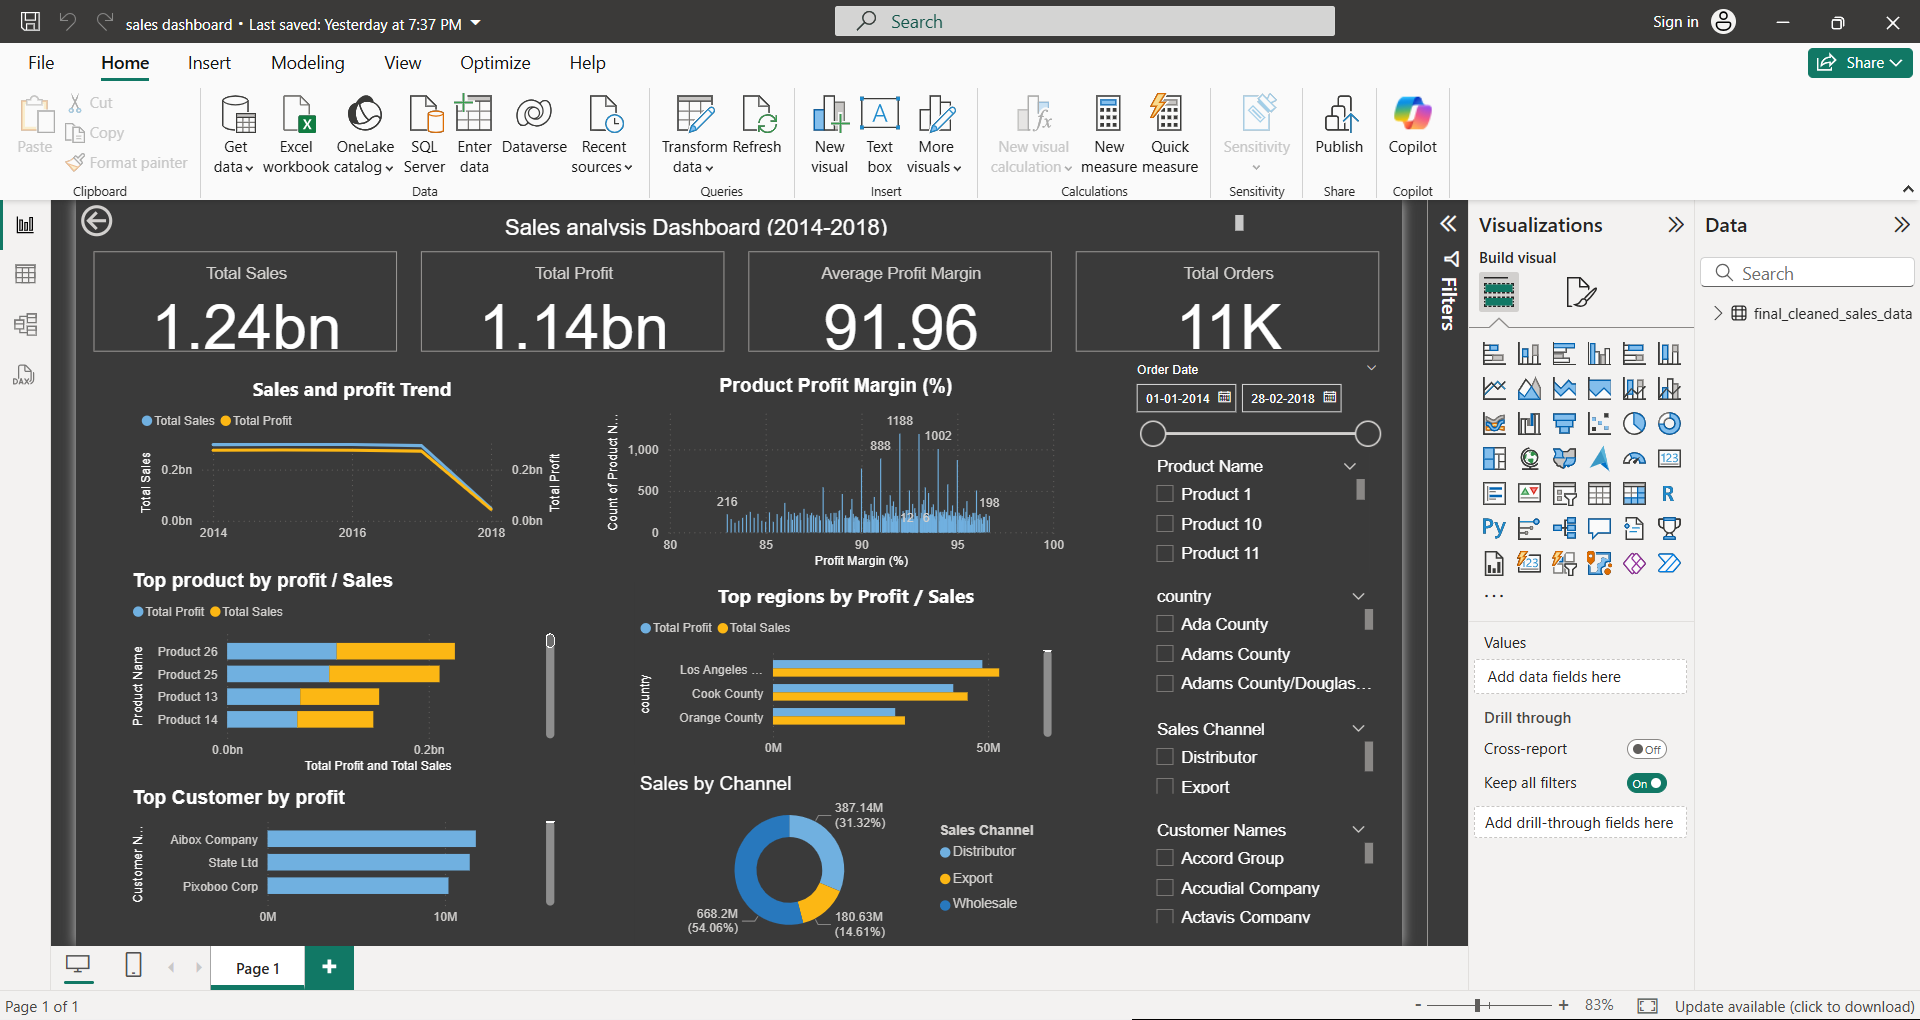 sales dashboard • Last saved: Yesterday at 7:37 PM
Search
Sign in
File
Home
Insert
Modeling
View
Optimize
Help
Share
Paste
Cut
Copy
Format painter
Clipboard
Get data
Excel workbook
OneLake catalog
SQL Server
Enter data
Dataverse
Recent sources
Data
Transform data
Refresh
Queries
New visual
Text box
More visuals
Insert
New visual calculation
New measure
Quick measure
Calculations
Sensitivity
Sensitivity
Publish
Share
Copilot
Copilot
Sales analysis Dashboard (2014-2018)
Total Sales
1.24bn
Total Profit
1.14bn
Average Profit Margin
91.96
Total Orders
11K
Sales and profit Trend
Total Sales
Total Profit
Total Sales
0.2bn
0.0bn
2014
2016
2018
0.2bn
0.0bn
Total Profit
Product Profit Margin (%)
Count of Product N...
1,000
500
0
216
888
1188
1002
198
80
85
90
95
100
Profit Margin (%)
Order Date
01-01-2014
28-02-2018
Product Name
Product 1
Product 10
Product 11
Top product by profit / Sales
Total Profit
Total Sales
Product Name
Product 26
Product 25
Product 13
Product 14
0.0bn
0.2bn
Total Profit and Total Sales
Top regions by Profit / Sales
Total Profit
Total Sales
country
Los Angeles ...
Cook County
Orange County
0M
50M
country
Ada County
Adams County
Adams County/Douglas...
Sales Channel
Distributor
Export
Top Customer by profit
Customer N...
Aibox Company
State Ltd
Pixoboo Corp
0M
10M
Sales by Channel
387.14M
(31.32%)
668.2M
(54.06%)
180.63M
(14.61%)
Sales Channel
Distributor
Export
Wholesale
Customer Names
Accord Group
Accudial Company
Actavis Company
Filters
Visualizations
Build visual
123
R
Py
123
...
Values
Add data fields here
Drill through
Cross-report
Off
Keep all filters
On
Add drill-through fields here
Data
Search
final_cleaned_sales_data
DAX
Page 1
Page 1 of 1
- + 83%
Update available (click to download)